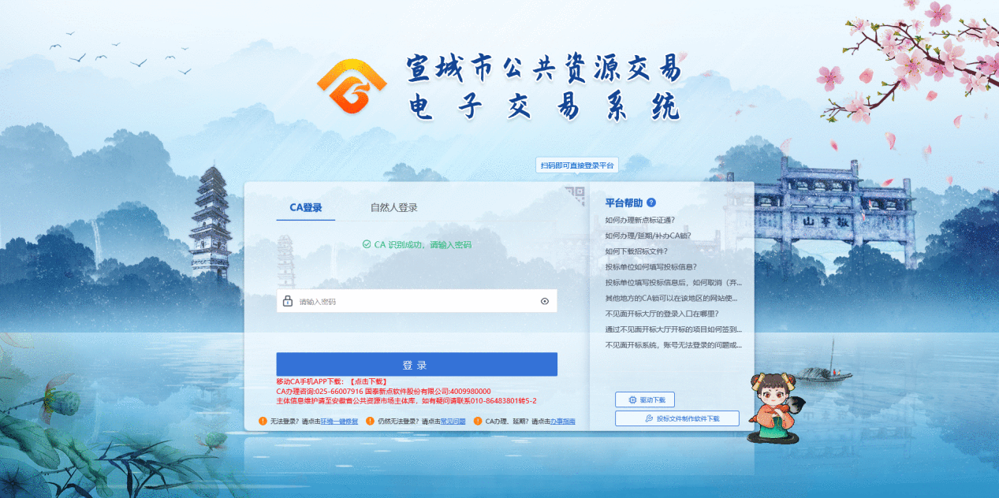 宣城市公共资源交易
电子交易系统
扫码即可直接登录平台
CA登录
自然人登录
CA 识别成功，请输入密码
请输入密码
登 录
移动CA手机APP下载：【点击下载】
CA办理咨询:025-66007916 国泰新点软件股份有限公司:4009980000
主体信息维护请至安徽省公共资源市场主体库，如有疑问请联系010-86483801转5-2
无法登录？请点击环境一键修复
仍然无法登录？请点击常见问题
CA办理、延期？请点击办事指南
平台帮助
如何办理新点标证通?
如何办理/延期/补办CA锁?
如何下载招标文件?
投标单位如何填写投标信息?
投标单位填写投标信息后，如何取消（弃...
其他地方的CA锁可以在该地区的网站使...
不见面开标大厅的登录入口在哪里?
通过不见面开标大厅开标的项目如何签到...
不见面开标系统，账号无法登录的问题或...
驱动下载
投标文件制作软件下载
山亭敬